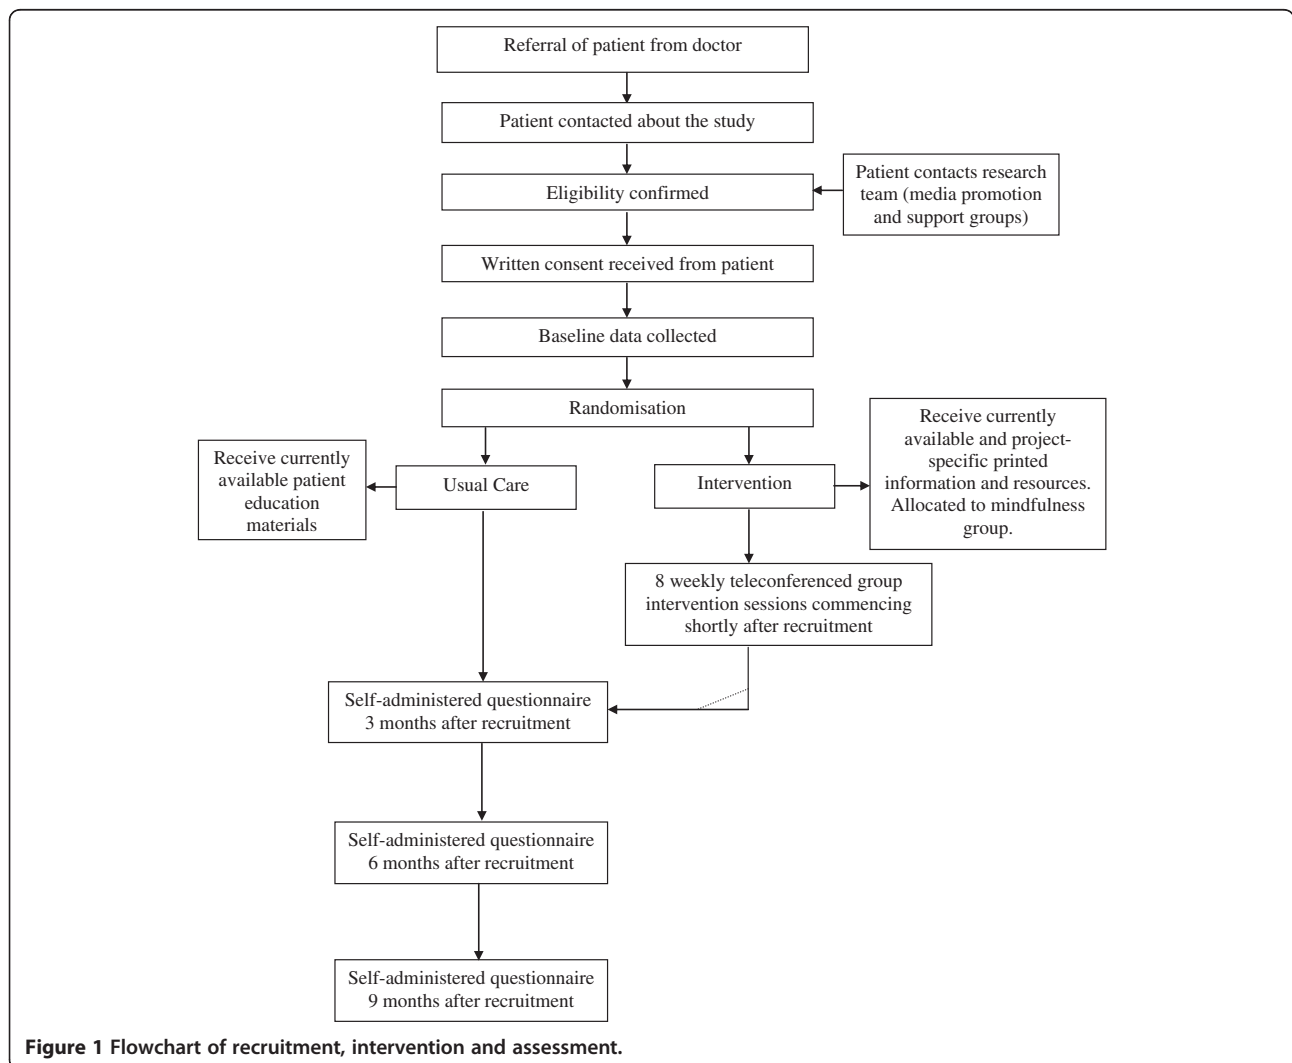 Referral of patient from doctor
Patient contacted about the study
Eligibility confirmed
Patient contacts research
team (media promotion
and support groups)
Written consent received from patient
Baseline data collected
Randomisation
Receive currently
available patient
education
materials
Usual Care
Intervention
Receive currently
available and project-
specific printed
information and resources.
Allocated to mindfulness
group.
8 weekly teleconferenced group
intervention sessions commencing
shortly after recruitment
Self-administered questionnaire
3 months after recruitment
Self-administered questionnaire
6 months after recruitment
Self-administered questionnaire
9 months after recruitment
Figure 1 Flowchart of recruitment, intervention and assessment.